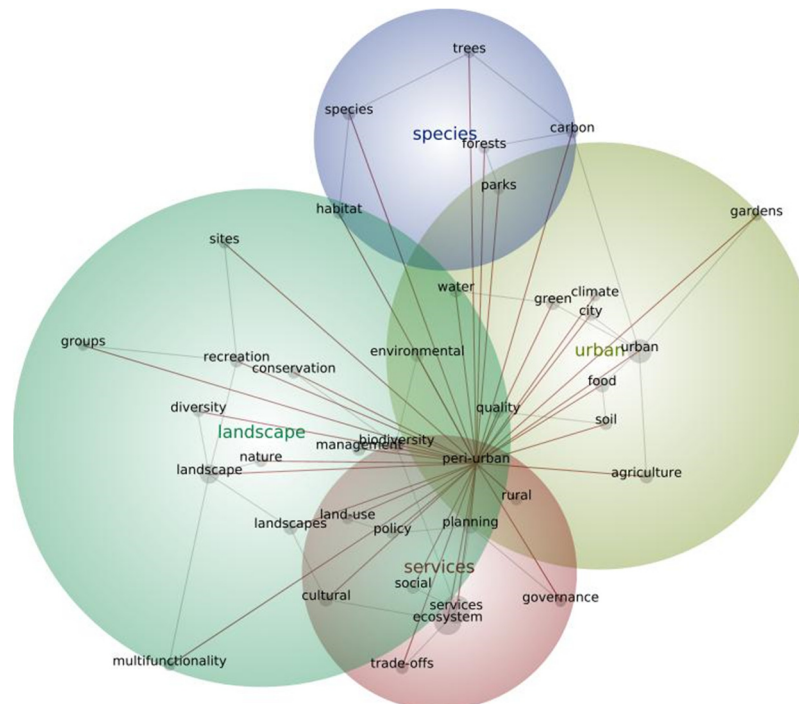 trees
species
carbon
species
forests
parks
habitat
gardens
sites
water
climate
green
city
groups
environmental
urban
urban
recreation
conservation
food
diversity
quality
soil
landscape
biodiversity
management
nature
peri-urban
landscape
agriculture
rural
land-use
planning
landscapes
policy
services
social
cultural
governance
services
ecosystem
multifunctionality
trade-offs